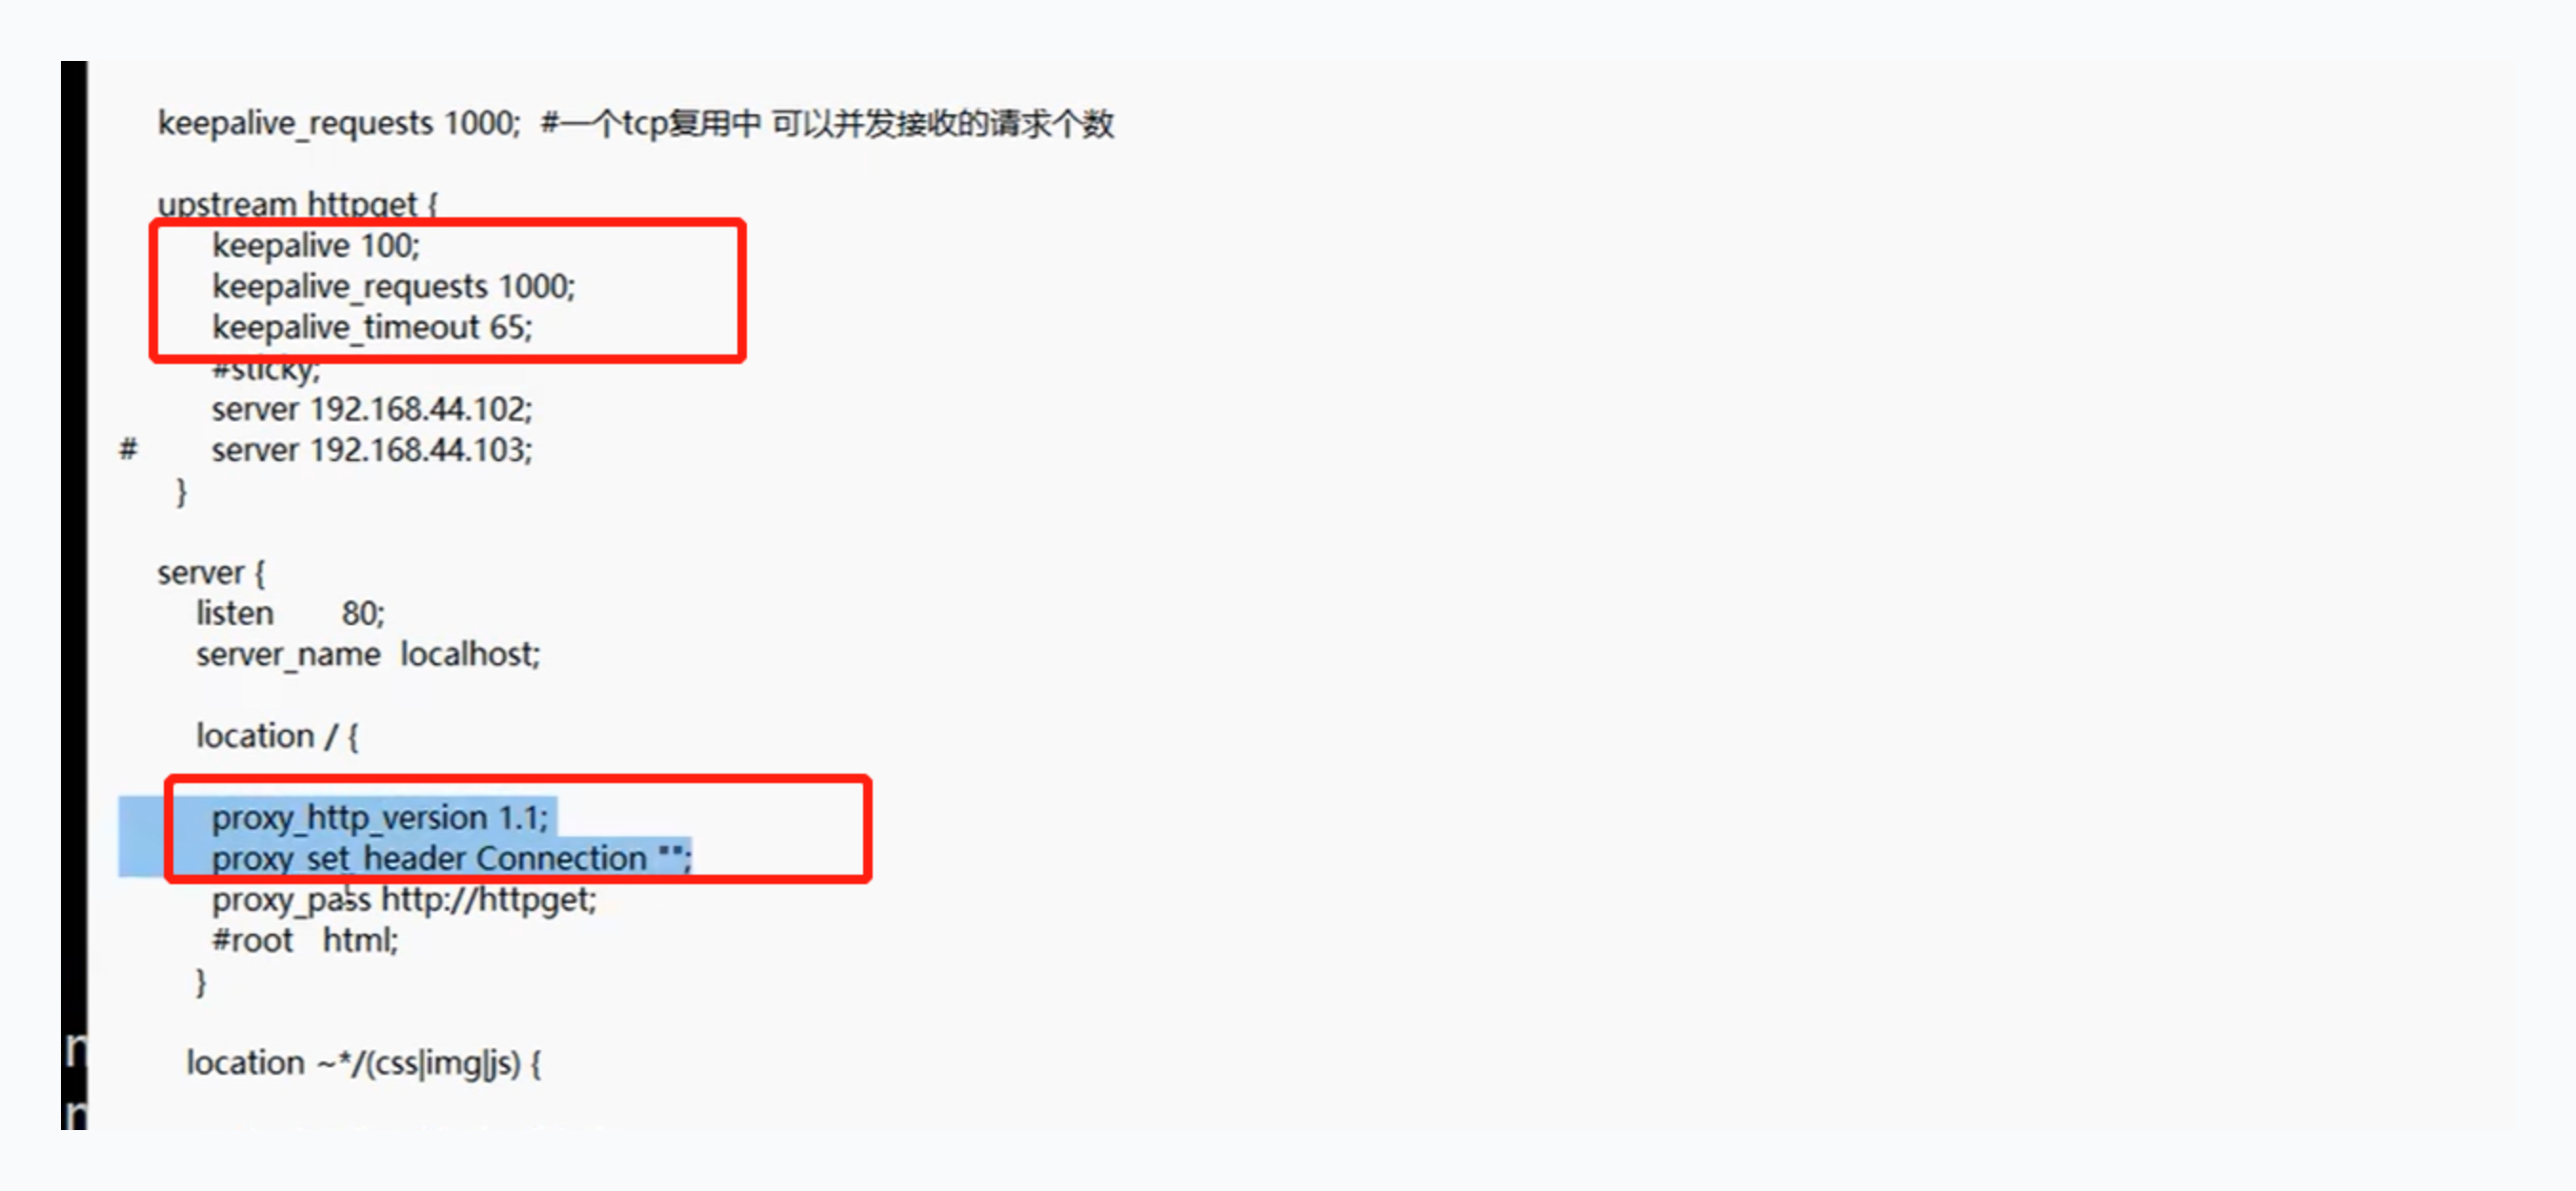 keepalive_requests 1000;  #一个tcp复用中 可以并发接收的请求个数
upstream httpget {
keepalive 100;
keepalive_requests 1000;
keepalive_timeout 65;
#sticky;
server 192.168.44.102;
#        server 192.168.44.103;
}
server {
listen       80;
server_name  localhost;
location / {
proxy_http_version 1.1;
proxy_set_header Connection "";
proxy_pass http://httpget;
#root   html;
}
location ~*/(css|img|js) {